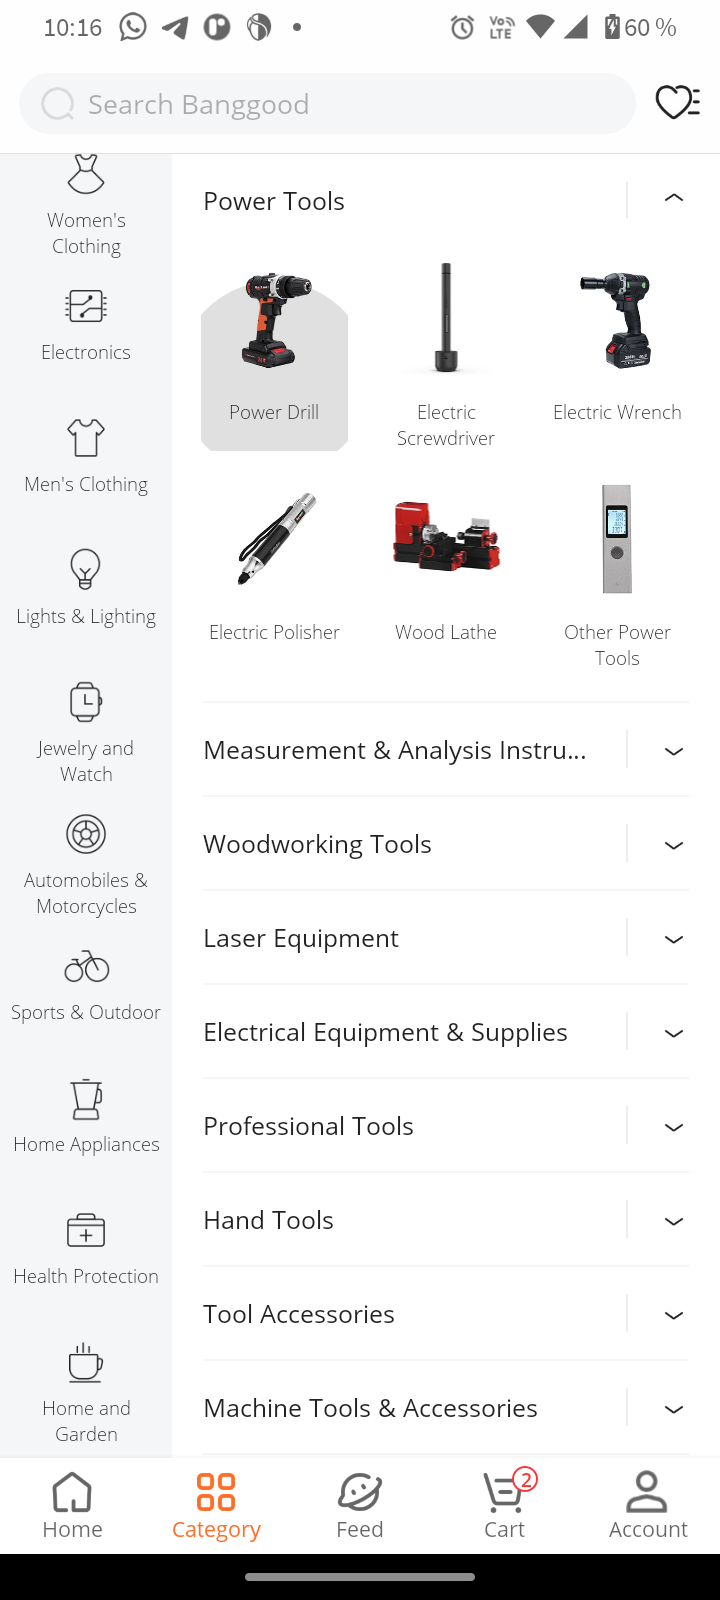 10:16
Vo
LTE
60 %
Search Banggood
Women's
Clothing
Electronics
Men's Clothing
Lights & Lighting
Jewelry and
Watch
Automobiles &
Motorcycles
Sports & Outdoor
Home Appliances
Health Protection
Home and
Garden
Power Tools
Power Drill
Electric
Screwdriver
Electric Wrench
Electric Polisher
Wood Lathe
Other Power
Tools
Measurement & Analysis Instru...
Woodworking Tools
Laser Equipment
Electrical Equipment & Supplies
Professional Tools
Hand Tools
Tool Accessories
Machine Tools & Accessories
Home
Category
Feed
2
Cart
Account